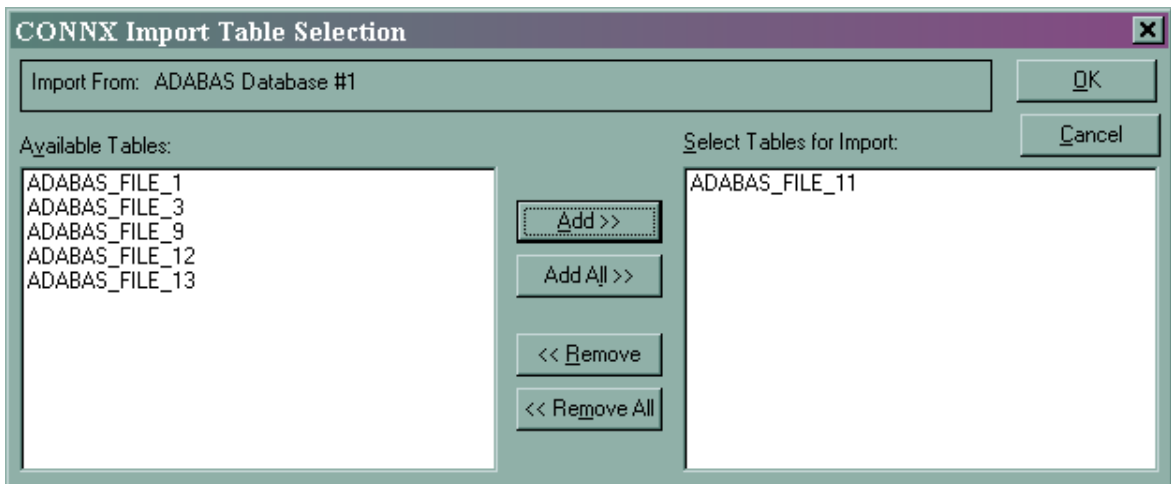 CONNX Import Table Selection
Import From: ADABAS Database #1
OK
Cancel
Available Tables:
ADABAS_FILE_1
ADABAS_FILE_3
ADABAS_FILE_9
ADABAS_FILE_12
ADABAS_FILE_13
Add >>
Add All >>
<< Remove
<< Remove All
Select Tables for Import:
ADABAS_FILE_11